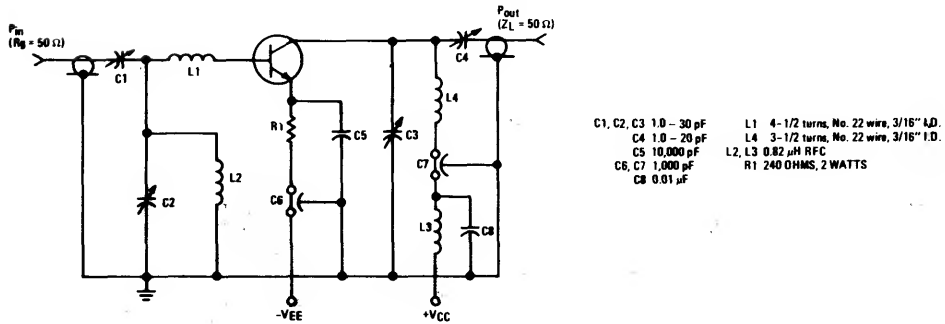 Pin
(Rg = 50 Ω)
Pout
(ZL = 50 Ω)
C1
L1
C4
R1
C5
C3
L4
C2
L2
C6
C7
L3
C8
-VEE
+VCC
C1, C2, C3 1.0 – 30 pF
C4 1.0 – 20 pF
C5 10,000 pF
C6, C7 1,000 pF
C8 0.01 µF
L1 4-1/2 turns, No. 22 wire, 3/16" I.D.
L4 3-1/2 turns, No. 22 wire, 3/16" I.D.
L2, L3 0.82 µH RFC
R1 240 OHMS, 2 WATTS